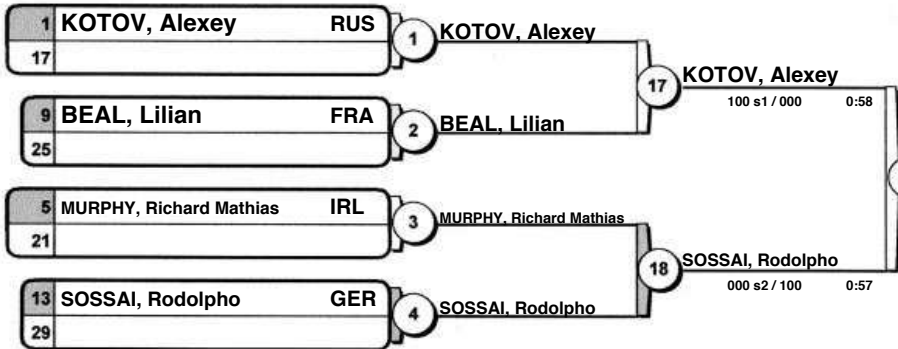 1 KOTOV, Alexey RUS
17
1 KOTOV, Alexey
17 KOTOV, Alexey
100 s1 / 000 0:58
9 BEAL, Lilian FRA
25
2 BEAL, Lilian
5 MURPHY, Richard Mathias IRL
21
3 MURPHY, Richard Mathias
18 SOSSAI, Rodolpho
000 s2 / 100 0:57
13 SOSSAI, Rodolpho GER
29
4 SOSSAI, Rodolpho